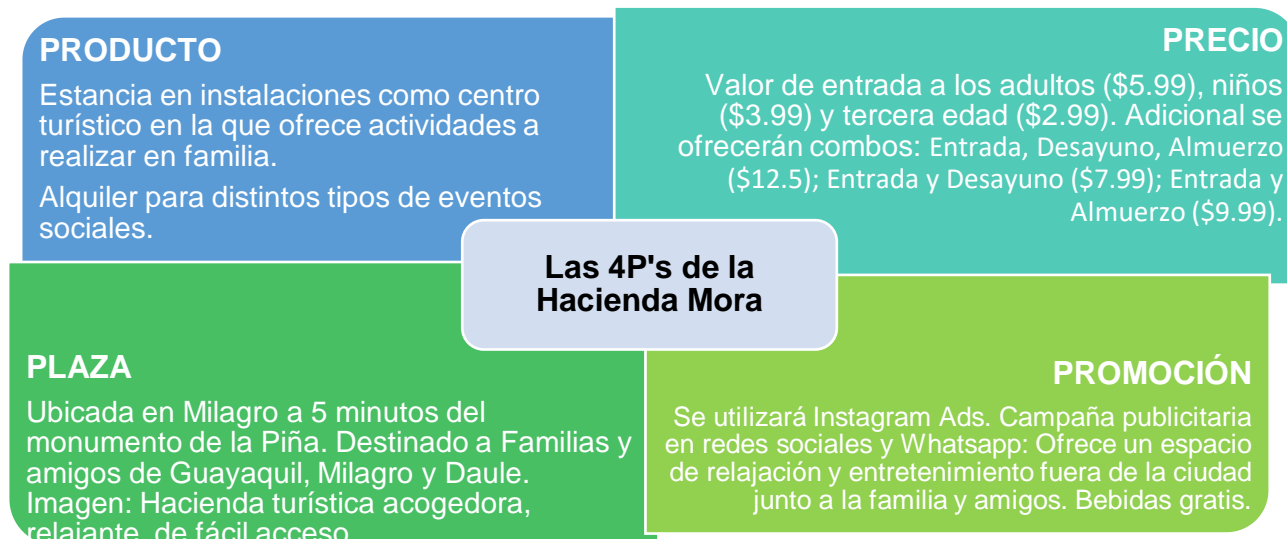 PRODUCTO
Estancia en instalaciones como centro
turístico en la que ofrece actividades a
realizar en familia.
Alquiler para distintos tipos de eventos
sociales.
PRECIO
Valor de entrada a los adultos ($5.99), niños
($3.99) y tercera edad ($2.99). Adicional se
ofrecerán combos: Entrada, Desayuno, Almuerzo
($12.5); Entrada y Desayuno ($7.99); Entrada y
Almuerzo ($9.99).
Las 4P's de la
Hacienda Mora
PLAZA
Ubicada en Milagro a 5 minutos del
monumento de la Piña. Destinado a Familias y
amigos de Guayaquil, Milagro y Daule.
Imagen: Hacienda turística acogedora,
relajante, de fácil acceso
PROMOCIÓN
Se utilizará Instagram Ads. Campaña publicitaria
en redes sociales y Whatsapp: Ofrece un espacio
de relajación y entretenimiento fuera de la ciudad
junto a la familia y amigos. Bebidas gratis.